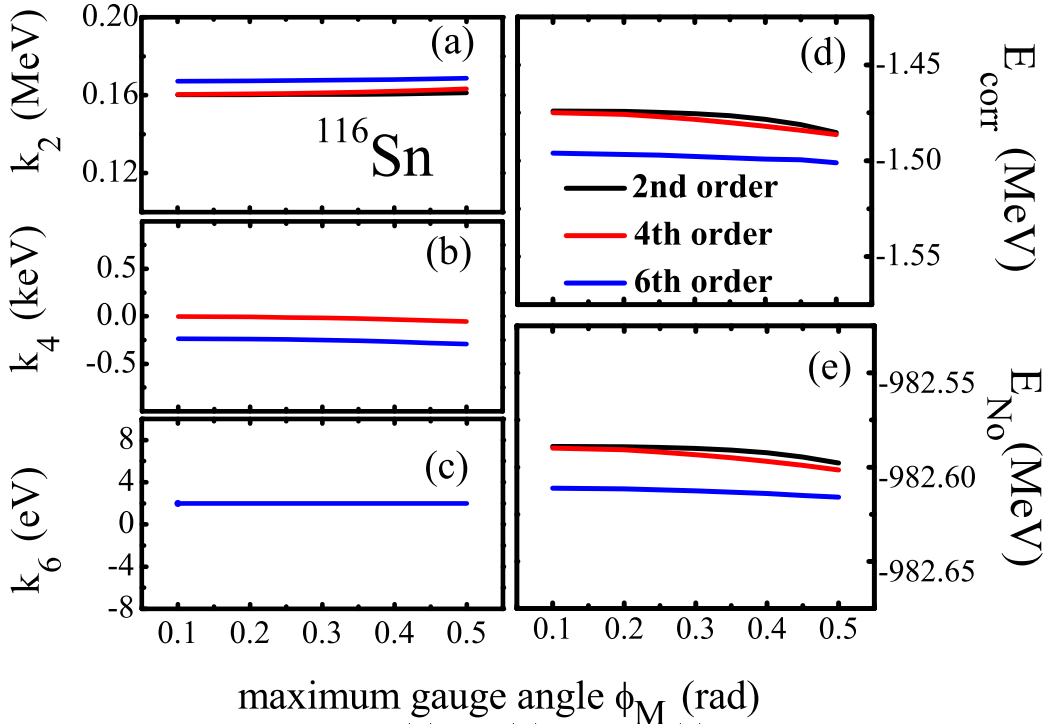 0.20
0.16
0.12
k2 (MeV)
(a)
116Sn
0.5
0.0
-0.5
k4 (keV)
(b)
8
4
0
-4
-8
k6 (eV)
(c)
0.1 0.2 0.3 0.4 0.5
(d)
-1.45
-1.50
-1.55
Ecorr (MeV)
2nd order
4th order
6th order
(e)
-982.55
-982.60
-982.65
ENo (MeV)
0.1 0.2 0.3 0.4 0.5
maximum gauge angle ϕM (rad)